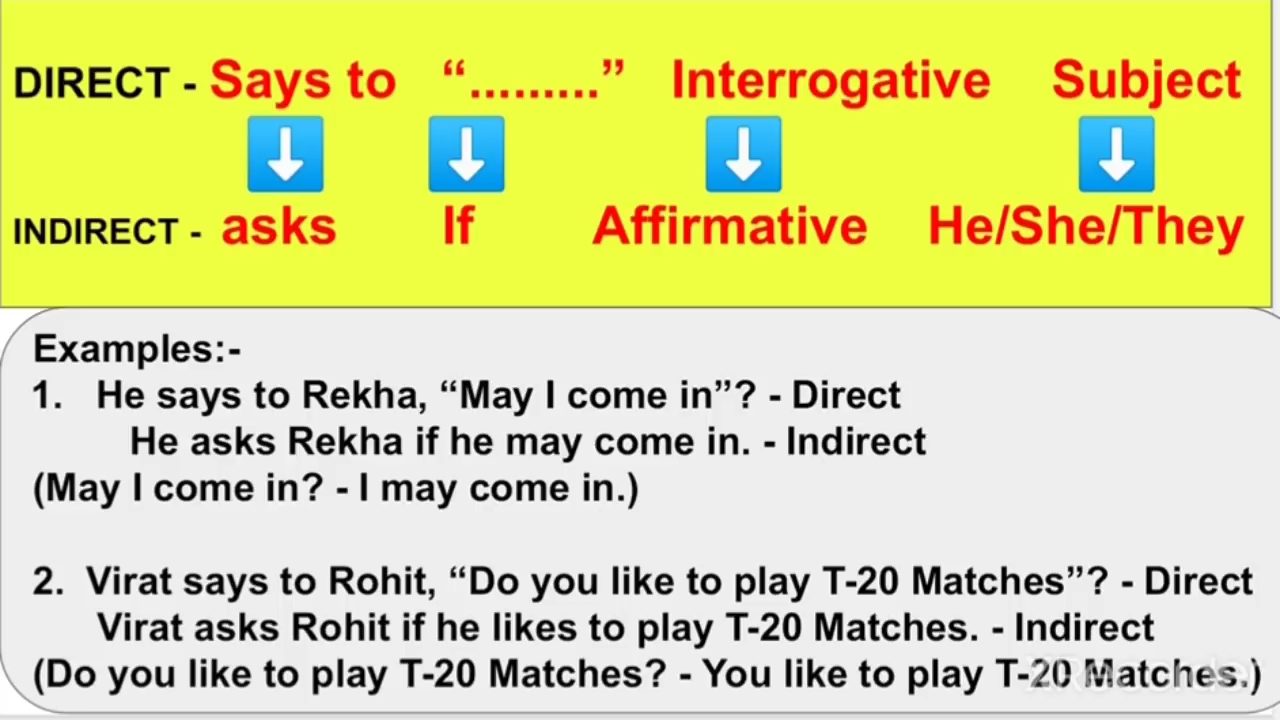 DIRECT - Says to “.........” Interrogative Subject
INDIRECT - asks If Affirmative He/She/They
Examples:-
1. He says to Rekha, “May I come in”? - Direct
He asks Rekha if he may come in. - Indirect
(May I come in? - I may come in.)
2. Virat says to Rohit, “Do you like to play T-20 Matches”? - Direct
Virat asks Rohit if he likes to play T-20 Matches. - Indirect
(Do you like to play T-20 Matches? - You like to play T-20 Matches.)
XRecorder